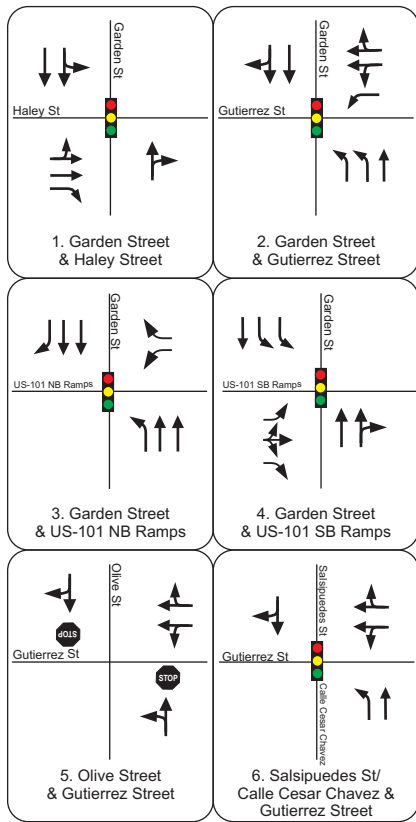 Garden St
Haley St
1. Garden Street
& Haley Street
Garden St
Gutierrez St
2. Garden Street
& Gutierrez Street
Garden St
US-101 NB Ramps
3. Garden Street
& US-101 NB Ramps
Garden St
US-101 SB Ramps
4. Garden Street
& US-101 SB Ramps
Olive St
STOP
Gutierrez St
STOP
5. Olive Street
& Gutierrez Street
Salsipuedes St
Gutierrez St
Calle Cesar Chavez
6. Salsipuedes St/
Calle Cesar Chavez &
Gutierrez Street